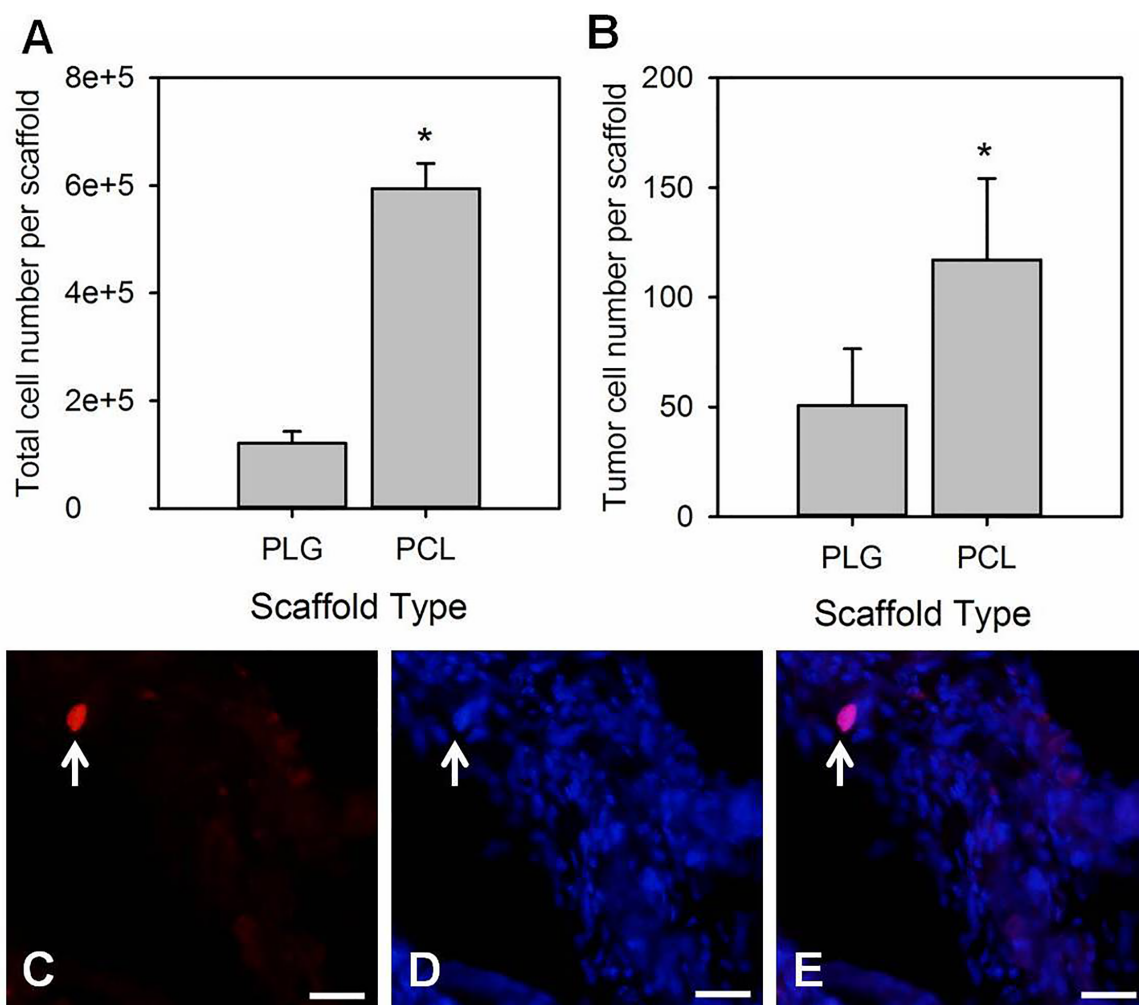 A
Total cell number per scaffold
8e+5
6e+5
4e+5
2e+5
0
*
PLG
PCL
Scaffold Type
B
Tumor cell number per scaffold
200
150
100
50
0
*
PLG
PCL
Scaffold Type
C
D
E